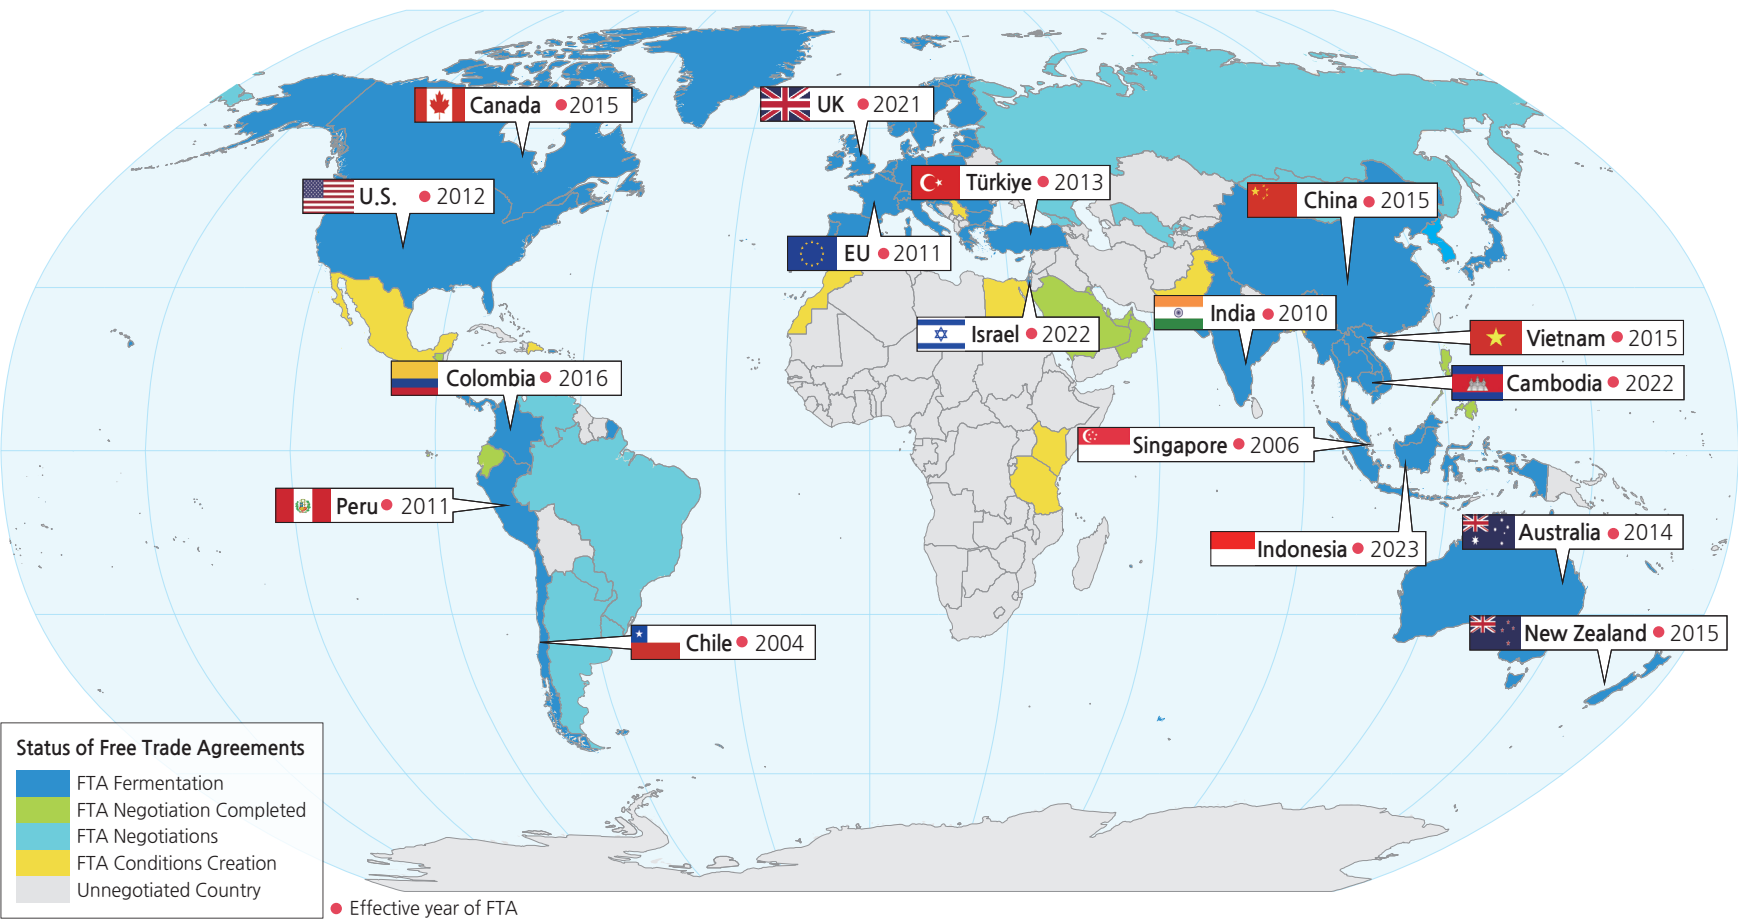 Canada ● 2015
UK ● 2021
U.S. ● 2012
Türkiye ● 2013
China ● 2015
EU ● 2011
India ● 2010
Israel ● 2022
Vietnam ● 2015
Colombia ● 2016
Cambodia ● 2022
Singapore ● 2006
Peru ● 2011
Indonesia ● 2023
Australia ● 2014
Chile ● 2004
New Zealand ● 2015
Status of Free Trade Agreements
FTA Fermentation
FTA Negotiation Completed
FTA Negotiations
FTA Conditions Creation
Unnegotiated Country
● Effective year of FTA